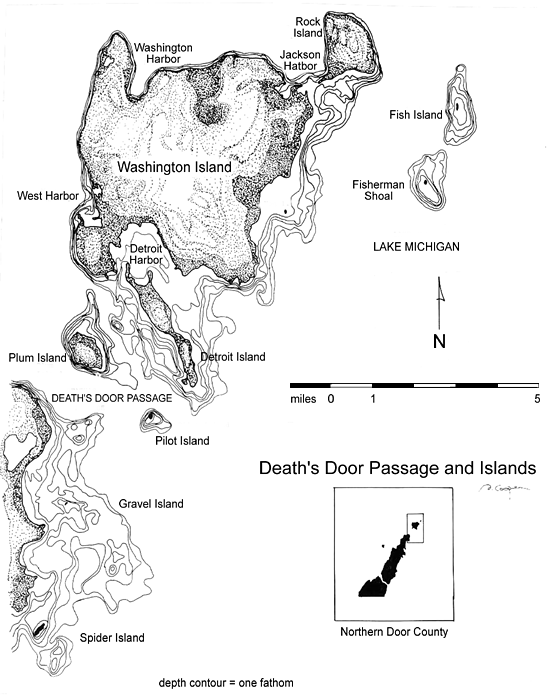 Rock
Island
Washington
Harbor
Jackson
Hatbor
Fish Island
Washington Island
Fisherman
Shoal
West Harbor
Detroit
Harbor
LAKE MICHIGAN
N
Plum Island
Detroit Island
miles 0 1 5
DEATH'S DOOR PASSAGE
Pilot Island
Death's Door Passage and Islands
Gravel Island
Northern Door County
Spider Island
depth contour = one fathom